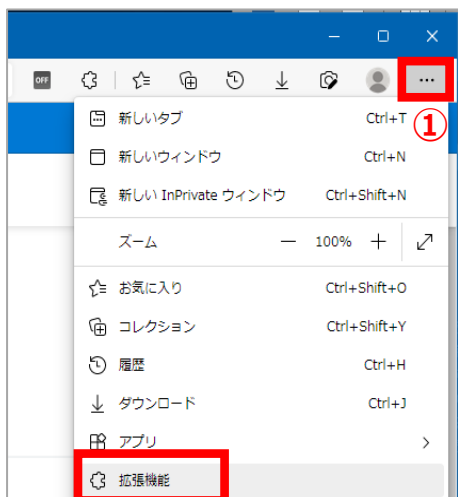 OFF
①
新しいタブ Ctrl+T
新しいウィンドウ Ctrl+N
新しい InPrivate ウィンドウ Ctrl+Shift+N
ズーム — 100% +
お気に入り Ctrl+Shift+O
コレクション Ctrl+Shift+Y
履歴 Ctrl+H
ダウンロード Ctrl+J
アプリ
拡張機能